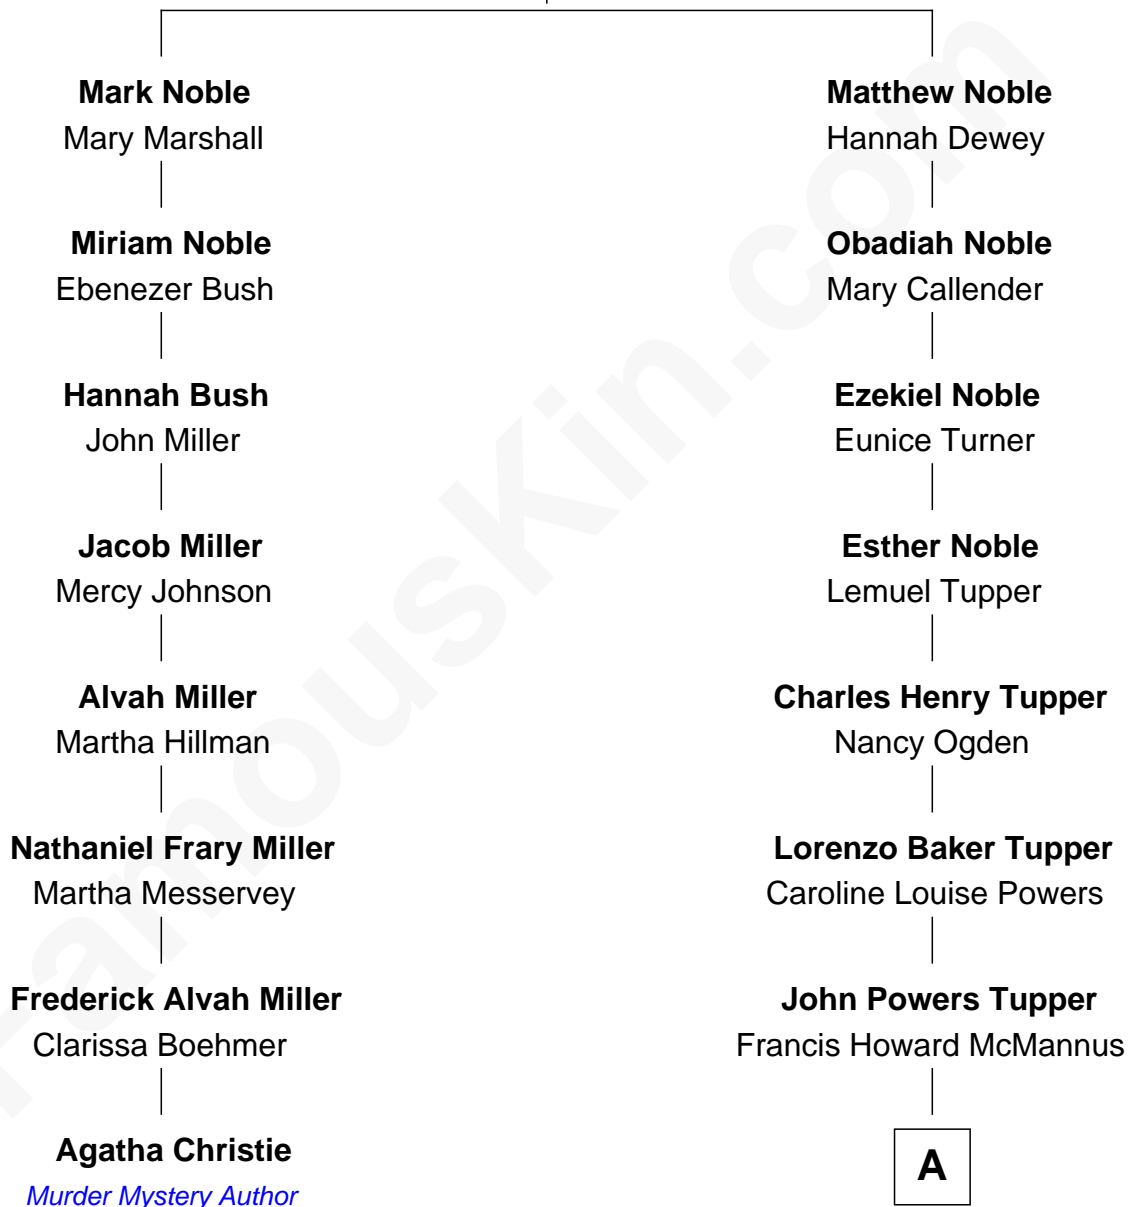 Mark Noble
Mary Marshall
Matthew Noble
Hannah Dewey
Miriam Noble
Ebenezer Bush
Obadiah Noble
Mary Callender
Hannah Bush
John Miller
Ezekiel Noble
Eunice Turner
Jacob Miller
Mercy Johnson
Esther Noble
Lemuel Tupper
Alvah Miller
Martha Hillman
Charles Henry Tupper
Nancy Ogden
Nathaniel Frary Miller
Martha Messervey
Lorenzo Baker Tupper
Caroline Louise Powers
Frederick Alvah Miller
Clarissa Boehmer
John Powers Tupper
Francis Howard McMannus
Agatha Christie
Murder Mystery Author
A
FamousKin.com